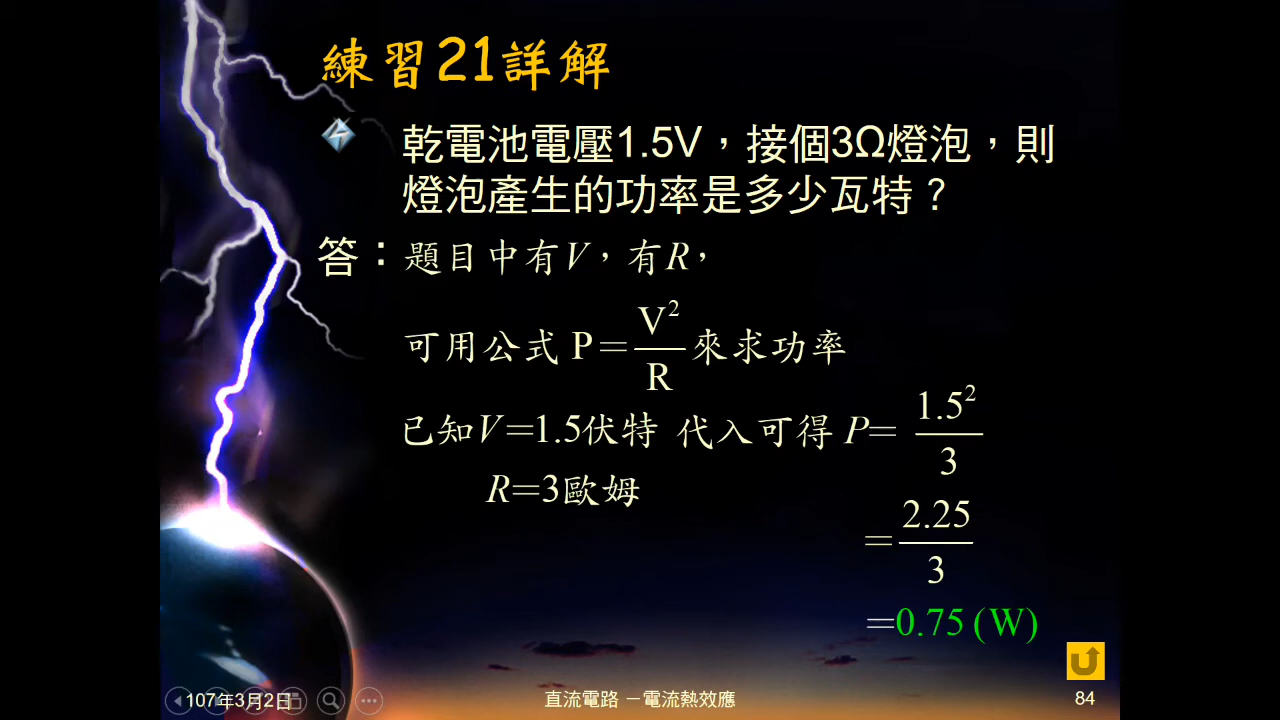 練習21詳解
乾電池電壓1.5V，接個3Ω燈泡，則
燈泡產生的功率是多少瓦特？
答：題目中有V，有R，
可用公式 P＝V²/R 來求功率
已知V＝1.5伏特 代入可得 P＝ 1.5²/3
R＝3歐姆
＝2.25/3
＝0.75 (W)
107年3月2日
直流電路 －電流熱效應
84